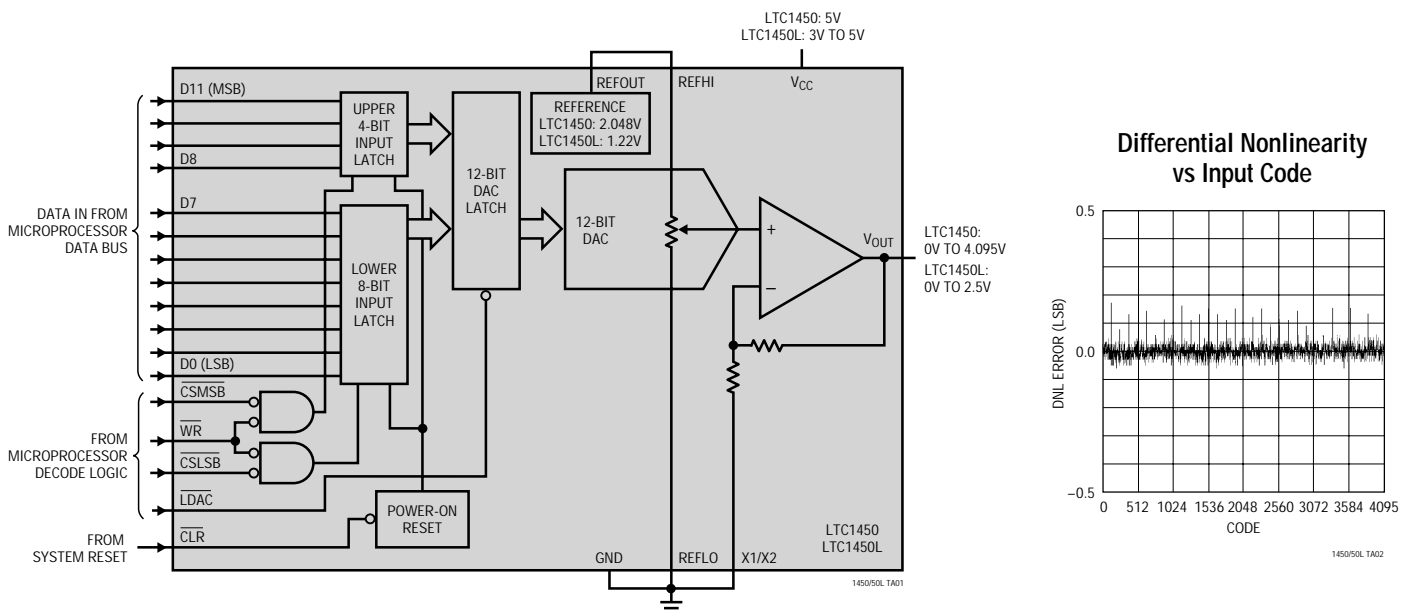 LTC1450: 5V
LTC1450L: 3V TO 5V
D11 (MSB)
REFOUT
REFHI
VCC
UPPER
4-BIT
INPUT
LATCH
REFERENCE
LTC1450: 2.048V
LTC1450L: 1.22V
D8
12-BIT
DAC
LATCH
D7
DATA IN FROM
MICROPROCESSOR
DATA BUS
12-BIT
DAC
+
−
VOUT
LTC1450:
0V TO 4.095V
LTC1450L:
0V TO 2.5V
LOWER
8-BIT
INPUT
LATCH
D0 (LSB)
CSMSB
WR
FROM
MICROPROCESSOR
DECODE LOGIC
CSLSB
LDAC
POWER-ON
RESET
CLR
FROM
SYSTEM RESET
LTC1450
LTC1450L
GND
REFLO
X1/X2
1450/50L TA01
Differential Nonlinearity
vs Input Code
0.5
DNL ERROR (LSB)
0.0
−0.5
0 512 1024 1536 2048 2560 3072 3584 4095
CODE
1450/50L TA02